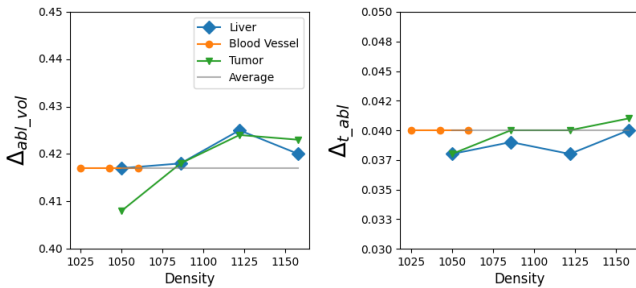 0.45
0.44
0.43
0.42
0.41
0.40
Δabl_vol
Liver
Blood Vessel
Tumor
Average
1025 1050 1075 1100 1125 1150
Density
0.050
0.048
0.045
0.043
0.040
0.037
0.035
0.033
0.030
Δt_abl
1025 1050 1075 1100 1125 1150
Density